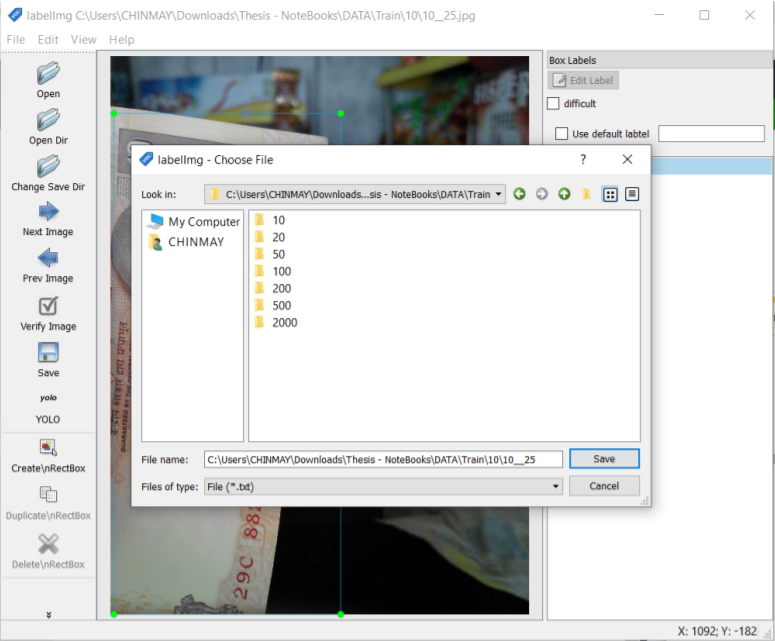 labelImg C:\Users\CHINMAY\Downloads\Thesis - NoteBooks\DATA\Train\10\10__25.jpg
File Edit View Help
Open
Open Dir
Change Save Dir
Next Image
Prev Image
Verify Image
Save
yolo
YOLO
Create\nRectBox
Duplicate\nRectBox
Delete\nRectBox
Box Labels
Edit Label
difficult
Use default labtel
labelImg - Choose File
Look in:
C:\Users\CHINMAY\Downloads...sis - NoteBooks\DATA\Train
My Computer
CHINMAY
10
20
50
100
200
500
2000
File name:
C:\Users\CHINMAY\Downloads\Thesis - NoteBooks\DATA\Train\10\10__25
Save
Files of type:
File (*.txt)
Cancel
29C 882
X: 1092; Y: -182